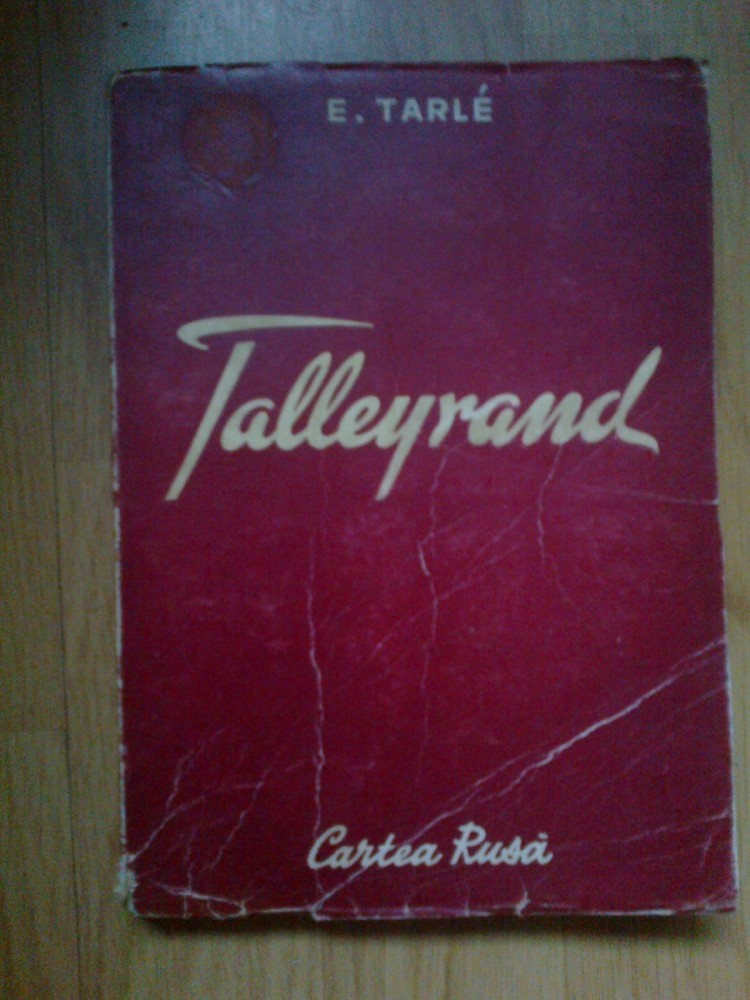 E. TARLÉ
Talleyrand
Cartea Rusă